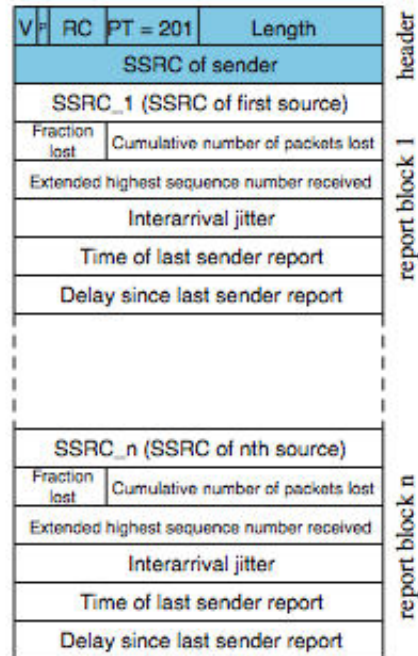 V P RC PT = 201 Length
header
SSRC of sender
SSRC_1 (SSRC of first source)
report block 1
Fraction lost Cumulative number of packets lost
Extended highest sequence number received
Interarrival jitter
Time of last sender report
Delay since last sender report
SSRC_n (SSRC of nth source)
report block n
Fraction lost Cumulative number of packets lost
Extended highest sequence number received
Interarrival jitter
Time of last sender report
Delay since last sender report